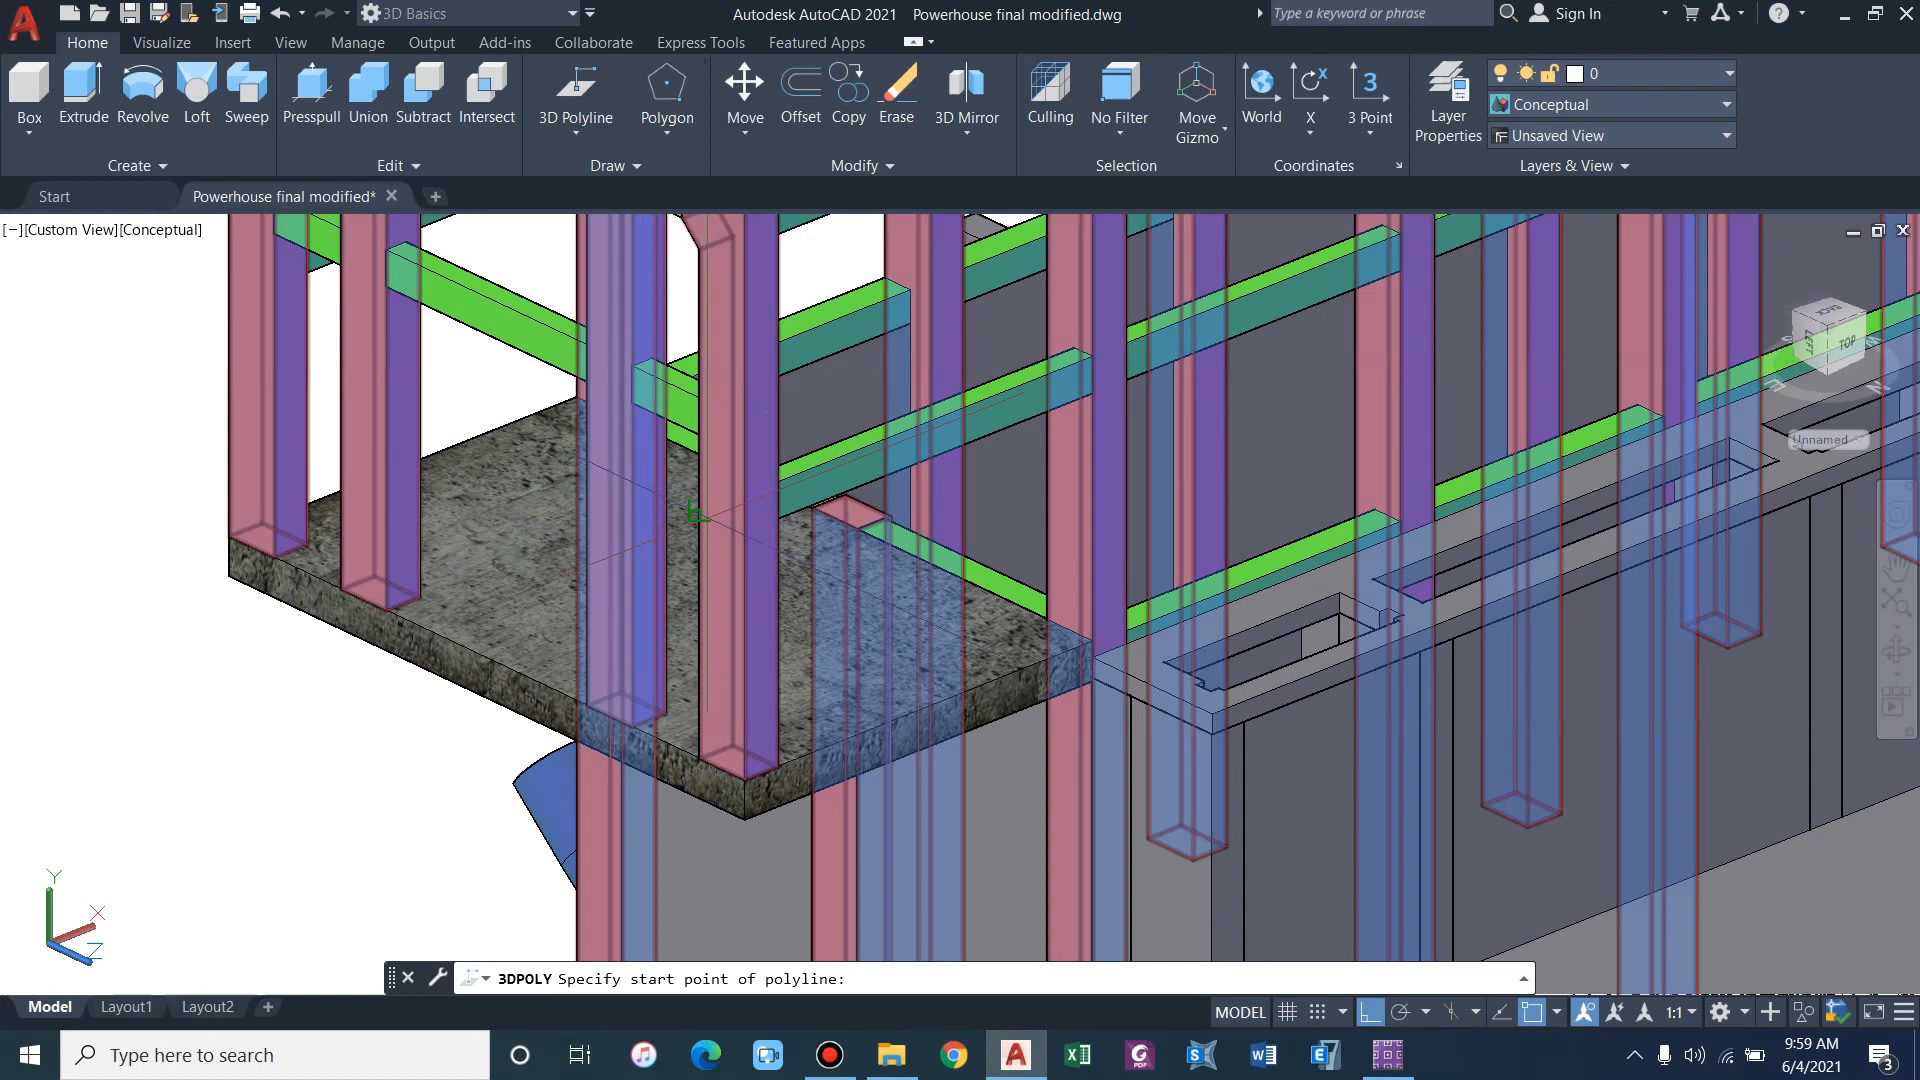 3D Basics
Autodesk AutoCAD 2021 Powerhouse final modified.dwg
Type a keyword or phrase
Sign In
Home Visualize Insert View Manage Output Add-ins Collaborate Express Tools Featured Apps
Box Extrude Revolve Loft Sweep Presspull Union Subtract Intersect 3D Polyline Polygon Move Offset Copy Erase 3D Mirror Culling No Filter Move Gizmo World X 3 Point Layer Properties
0
Conceptual
Unsaved View
Create Edit Draw Modify Selection Coordinates Layers & View
Start Powerhouse final modified*
[−][Custom View][Conceptual]
BACK
LEFT TOP
Unnamed
Y
X
Z
3DPOLY Specify start point of polyline:
Model Layout1 Layout2
MODEL 1:1
Type here to search
9:59 AM
6/4/2021
3